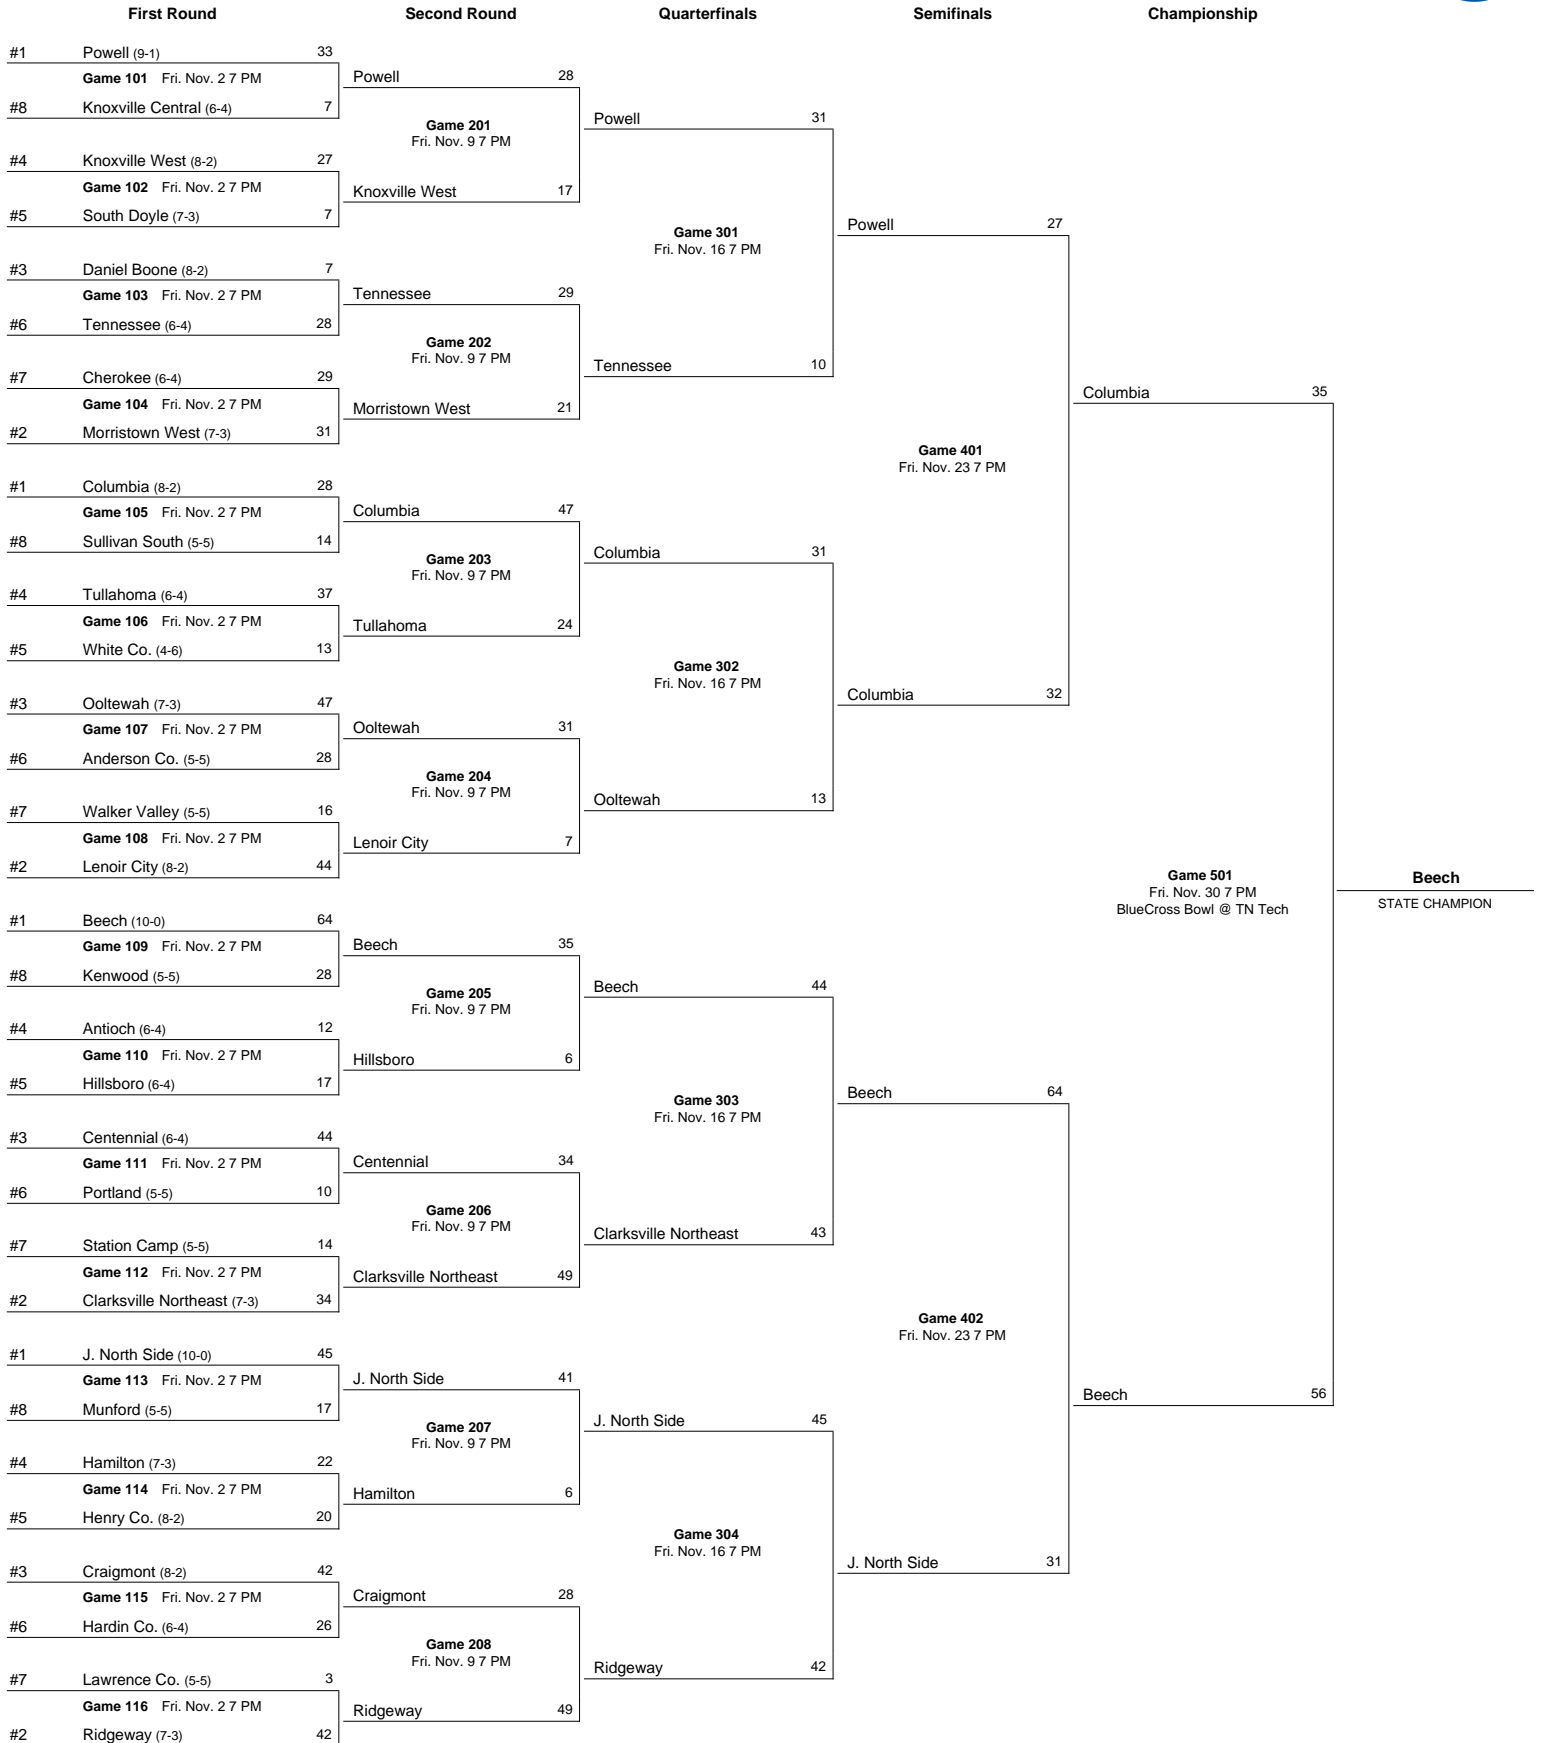 First Round Second Round Quarterfinals Semifinals Championship
#1 Powell (9-1) 33
Game 101 Fri. Nov. 2 7 PM
#8 Knoxville Central (6-4) 7
#4 Knoxville West (8-2) 27
Game 102 Fri. Nov. 2 7 PM
#5 South Doyle (7-3) 7
#3 Daniel Boone (8-2) 7
Game 103 Fri. Nov. 2 7 PM
#6 Tennessee (6-4) 28
#7 Cherokee (6-4) 29
Game 104 Fri. Nov. 2 7 PM
#2 Morristown West (7-3) 31
#1 Columbia (8-2) 28
Game 105 Fri. Nov. 2 7 PM
#8 Sullivan South (5-5) 14
#4 Tullahoma (6-4) 37
Game 106 Fri. Nov. 2 7 PM
#5 White Co. (4-6) 13
#3 Ooltewah (7-3) 47
Game 107 Fri. Nov. 2 7 PM
#6 Anderson Co. (5-5) 28
#7 Walker Valley (5-5) 16
Game 108 Fri. Nov. 2 7 PM
#2 Lenoir City (8-2) 44
#1 Beech (10-0) 64
Game 109 Fri. Nov. 2 7 PM
#8 Kenwood (5-5) 28
#4 Antioch (6-4) 12
Game 110 Fri. Nov. 2 7 PM
#5 Hillsboro (6-4) 17
#3 Centennial (6-4) 44
Game 111 Fri. Nov. 2 7 PM
#6 Portland (5-5) 10
#7 Station Camp (5-5) 14
Game 112 Fri. Nov. 2 7 PM
#2 Clarksville Northeast (7-3) 34
#1 J. North Side (10-0) 45
Game 113 Fri. Nov. 2 7 PM
#8 Munford (5-5) 17
#4 Hamilton (7-3) 22
Game 114 Fri. Nov. 2 7 PM
#5 Henry Co. (8-2) 20
#3 Craigmont (8-2) 42
Game 115 Fri. Nov. 2 7 PM
#6 Hardin Co. (6-4) 26
#7 Lawrence Co. (5-5) 3
Game 116 Fri. Nov. 2 7 PM
#2 Ridgeway (7-3) 42
Powell 28
Game 201
Fri. Nov. 9 7 PM
Knoxville West 17
Tennessee 29
Game 202
Fri. Nov. 9 7 PM
Morristown West 21
Columbia 47
Game 203
Fri. Nov. 9 7 PM
Tullahoma 24
Ooltewah 31
Game 204
Fri. Nov. 9 7 PM
Lenoir City 7
Beech 35
Game 205
Fri. Nov. 9 7 PM
Hillsboro 6
Centennial 34
Game 206
Fri. Nov. 9 7 PM
Clarksville Northeast 49
J. North Side 41
Game 207
Fri. Nov. 9 7 PM
Hamilton 6
Craigmont 28
Game 208
Fri. Nov. 9 7 PM
Ridgeway 49
Powell 31
Game 301
Fri. Nov. 16 7 PM
Tennessee 10
Columbia 31
Game 302
Fri. Nov. 16 7 PM
Ooltewah 13
Beech 44
Game 303
Fri. Nov. 16 7 PM
Clarksville Northeast 43
J. North Side 45
Game 304
Fri. Nov. 16 7 PM
Ridgeway 42
Powell 27
Game 401
Fri. Nov. 23 7 PM
Columbia 32
Beech 64
Game 402
Fri. Nov. 23 7 PM
J. North Side 31
Columbia 35
Game 501
Fri. Nov. 30 7 PM
BlueCross Bowl @ TN Tech
Beech 56
Beech
STATE CHAMPION